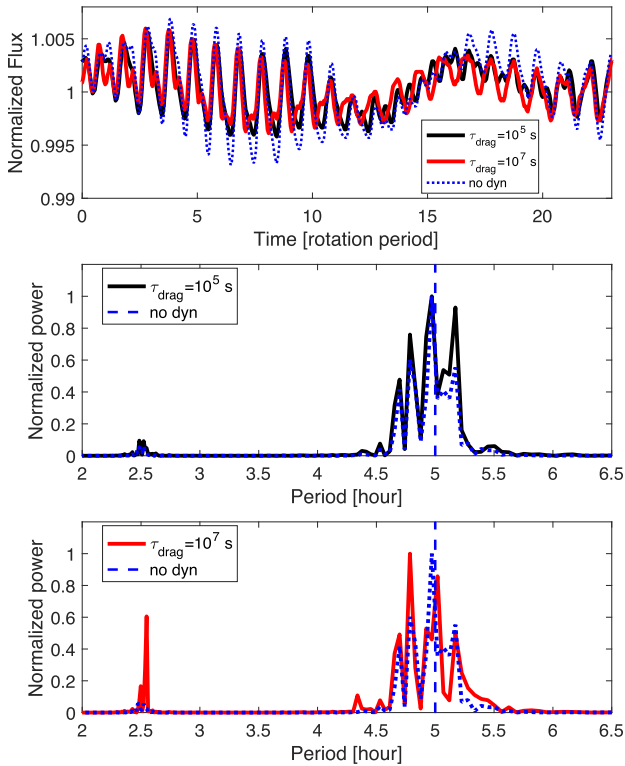 1.005
1
0.995
0.99
Normalized Flux
τdrag=10^5 s
τdrag=10^7 s
no dyn
0 5 10 15 20
Time [rotation period]
τdrag=10^5 s
no dyn
1
0.8
0.6
0.4
0.2
0
Normalized power
2 2.5 3 3.5 4 4.5 5 5.5 6 6.5
Period [hour]
τdrag=10^7 s
no dyn
1
0.8
0.6
0.4
0.2
0
Normalized power
2 2.5 3 3.5 4 4.5 5 5.5 6 6.5
Period [hour]